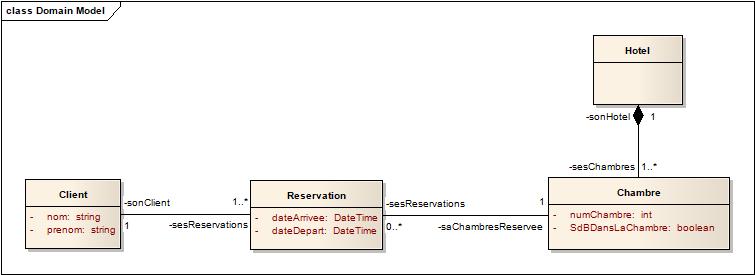 class Domain Model
Hotel
-sonHotel 1
-sesChambres 1..*
Client
- nom: string
- prenom: string
-sonClient 1..*
1 -sesReservations
Reservation
- dateArrivee: DateTime
- dateDepart: DateTime
-sesReservations 1
0..* -saChambresReservee
Chambre
- numChambre: int
- SdBDansLaChambre: boolean